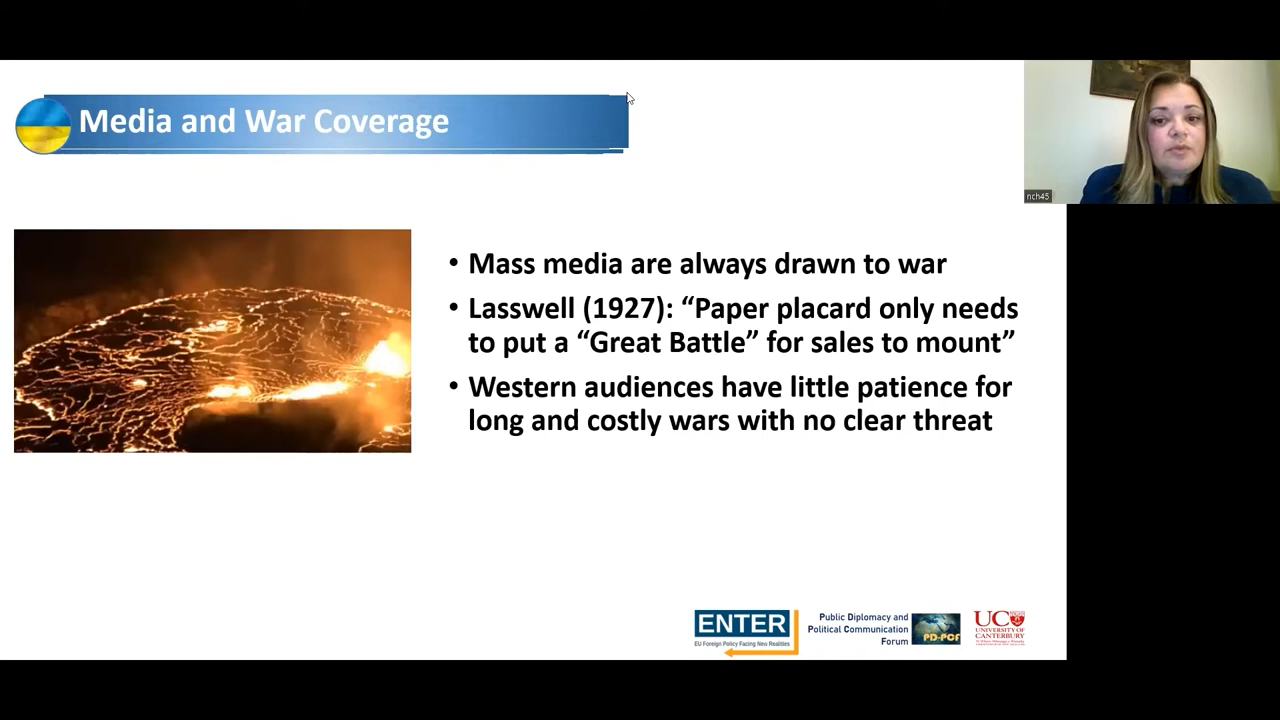 Media and War Coverage
nch45
• Mass media are always drawn to war
• Lasswell (1927): “Paper placard only needs
to put a “Great Battle” for sales to mount”
• Western audiences have little patience for
long and costly wars with no clear threat
ENTER
EU Foreign Policy Facing New Realities
Public Diplomacy and
Political Communication
Forum
PD-PCF
UC
UNIVERSITY OF
CANTERBURY